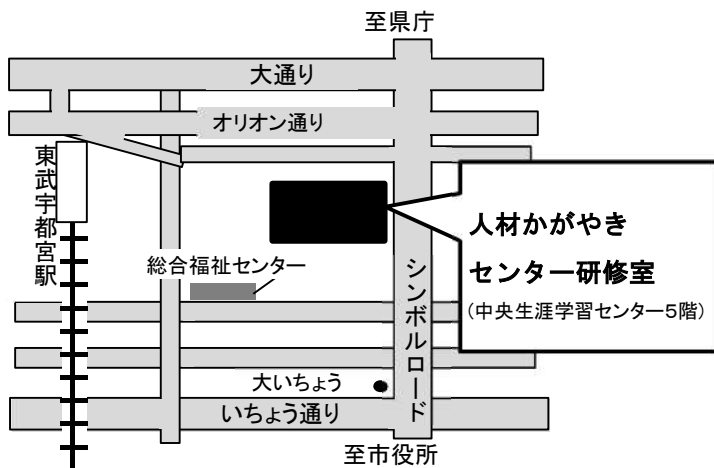 至県庁
大通り
オリオン通り
東武宇都宮駅
人材かがやき
センター研修室
(中央生涯学習センター5階)
総合福祉センター
シンボルロード
大いちょう
いちょう通り
至市役所